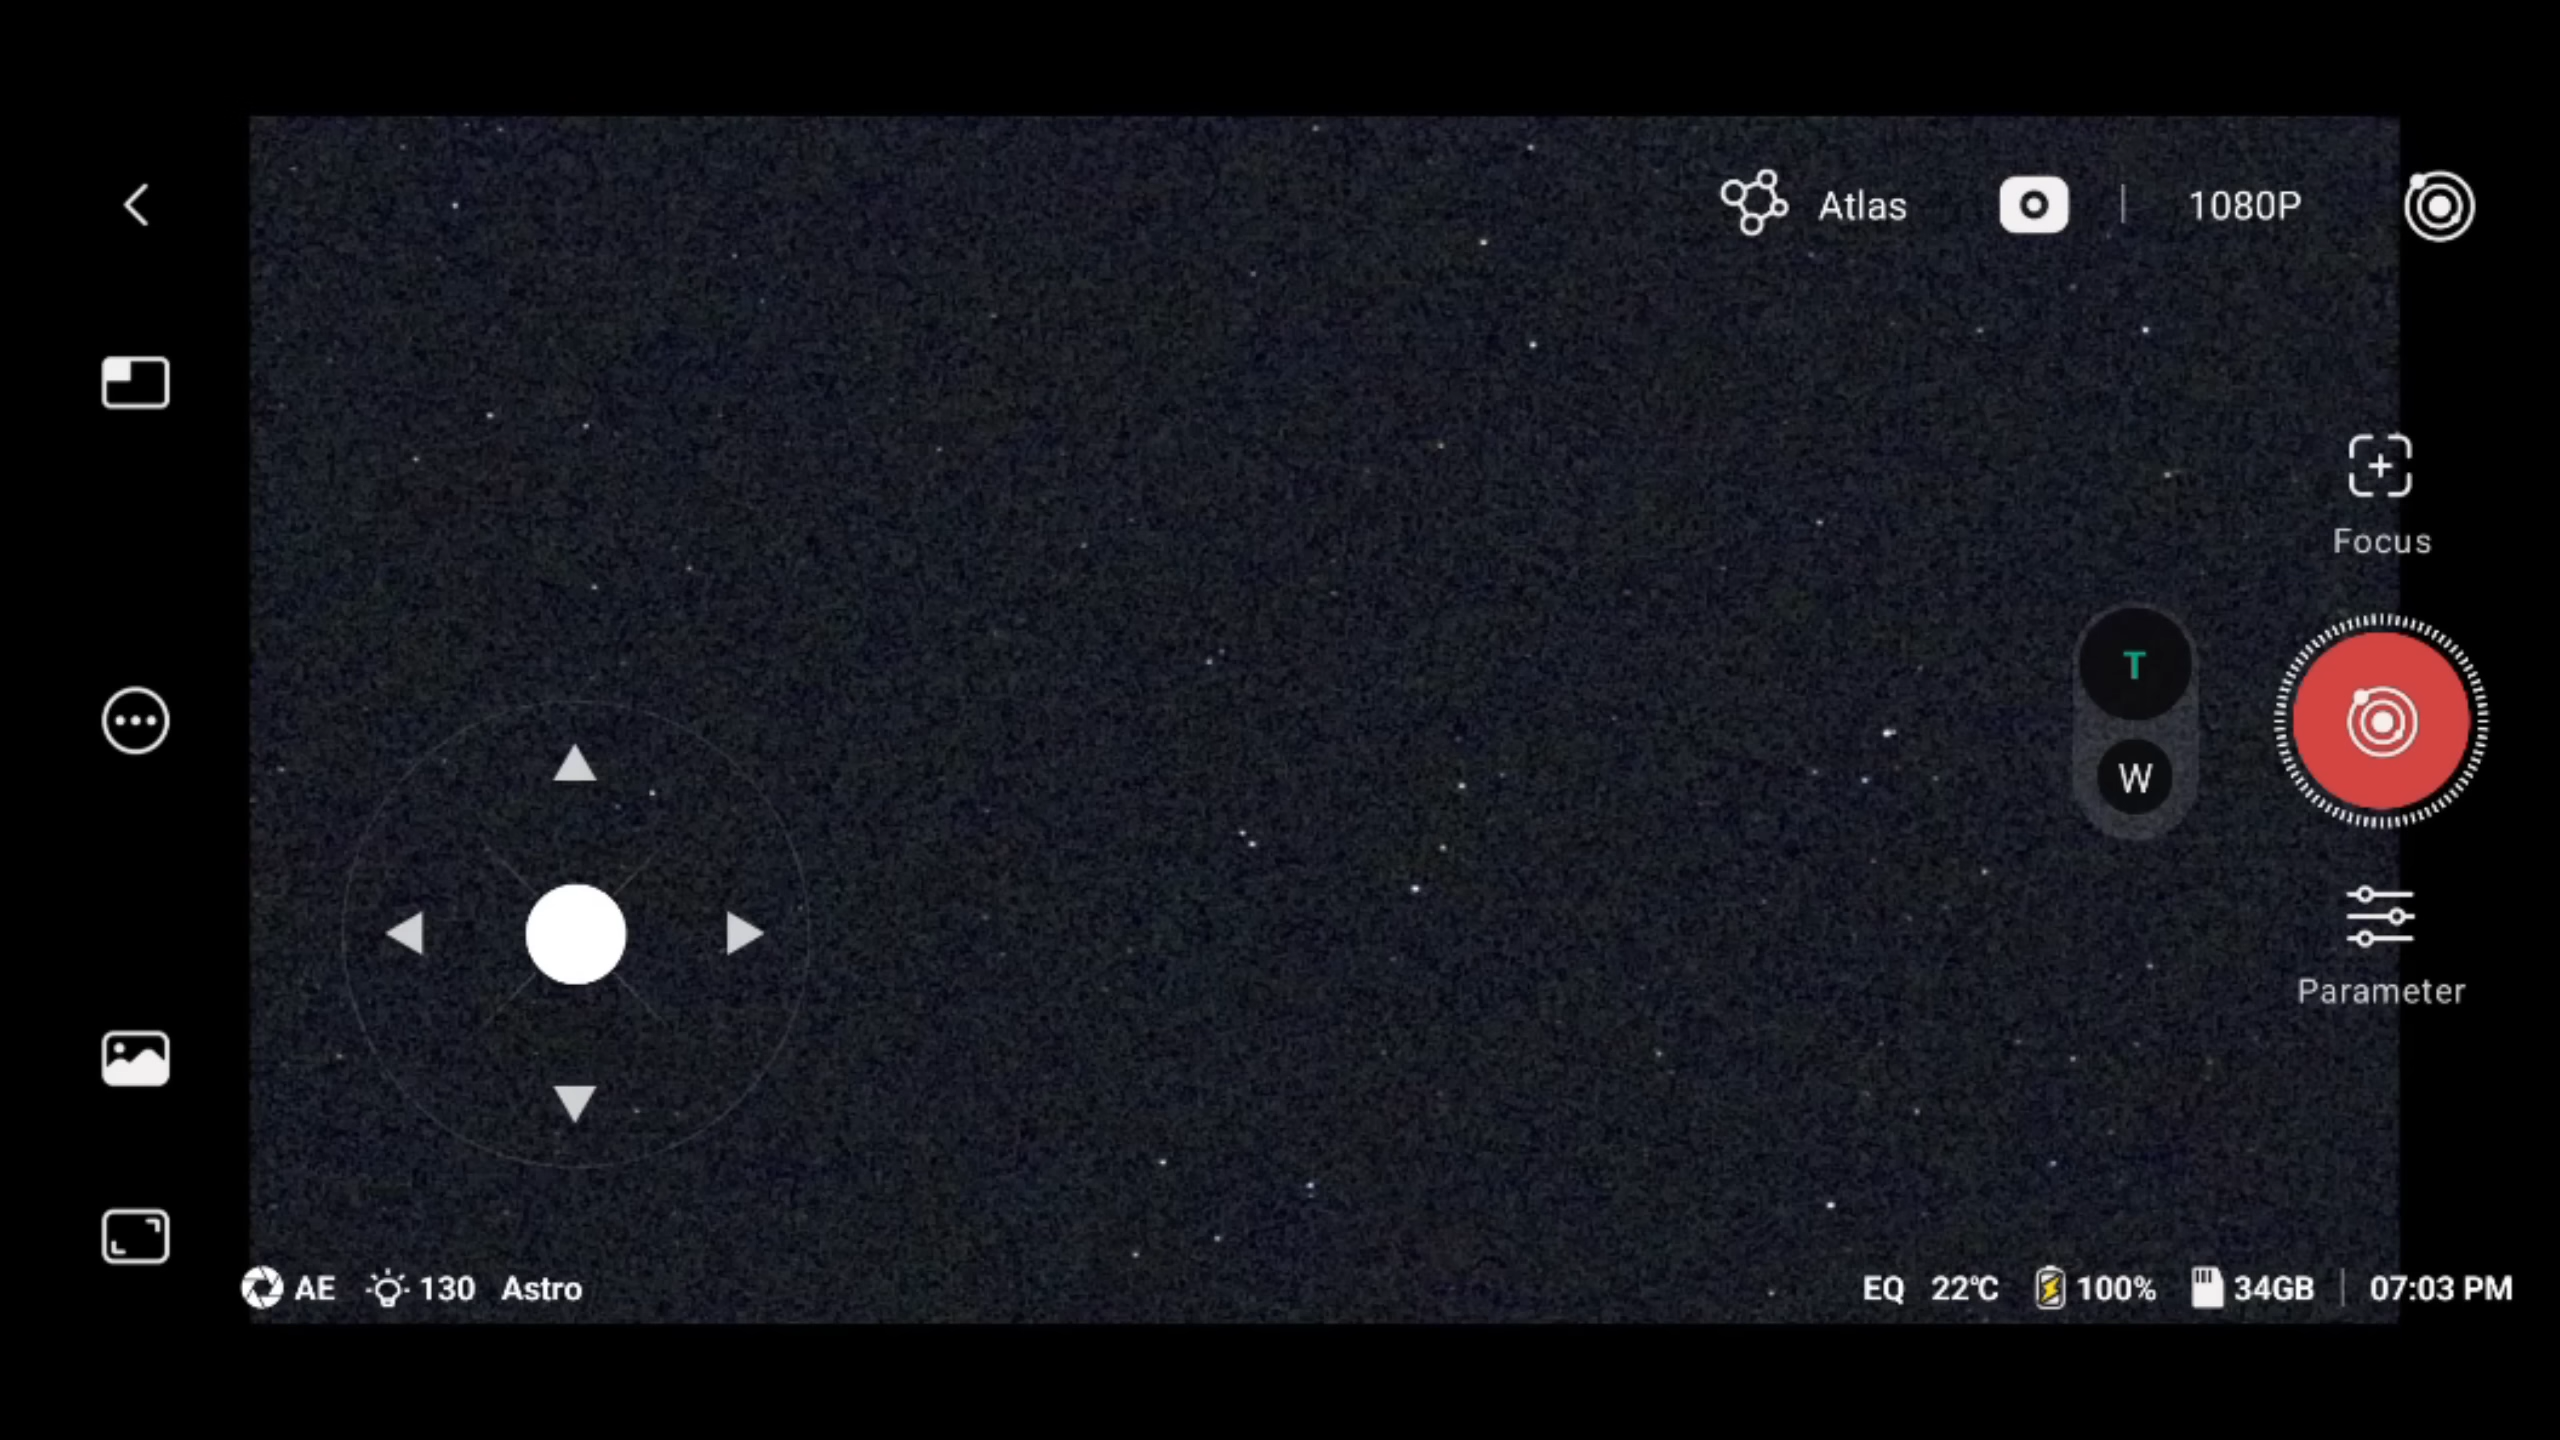 Atlas
1080P
Focus
T
W
Parameter
AE 130 Astro
EQ 22°C 100% 34GB 07:03 PM